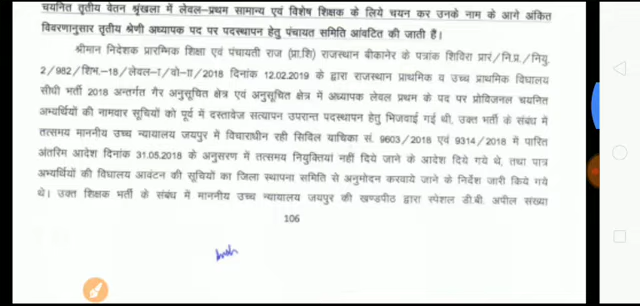 चयनित तृतीय वेतन श्रृंखला में लेवल–प्रथम सामान्य एवं विशेष शिक्षक के लिये चयन कर उनके नाम के आगे अंकित
विवरणानुसार तृतीय श्रेणी अध्यापक पद पर पदस्थापन हेतु पंचायत समिति आंवटित की जाती हैं।
श्रीमान निदेशक प्रारम्भिक शिक्षा एवं पंचायती राज (प्रा.शि) राजस्थान बीकानेर के पत्रांक शिविरा प्रारं/नि.प्र./नियु.
2/982/शिभ.-18/लेवल-I/वो-II/2018 दिनांक 12.02.2019 के द्वारा राजस्थान प्राथमिक व उच्च प्राथमिक विघालय
सीधी भर्ती 2018 अन्तर्गत गैर अनुसूचित क्षेत्र एवं अनुसूचित क्षेत्र में अध्यापक लेवल प्रथम के पद पर प्रोविजनल चयनित
अभ्यर्थियों की नामवार सूचियों को पूर्व में दस्तावेज सत्यापन उपरान्त पदस्थापन हेतु भिजवाई गई थी, उक्त भर्ती के संबंध में
तत्समय माननीय उच्च न्यायालय जयपुर में विचाराधीन रही सिविल याचिका सं. 9603/2018 एवं 9314/2018 में पारित
अंतरिम आदेश दिनांक 31.05.2018 के अनुसरण में तत्समय नियुक्तियां नहीं दिये जाने के आदेश दिये गये थे, तथा पात्र
अभ्यर्थियों की विघालय आवंटन की सूचियों का जिला स्थापना समिति से अनुमोदन करवाये जाने के निर्देश जारी किये गये
थे। उक्त शिक्षक भर्ती के संबंध में माननीय उच्च न्यायालय जयपुर की खण्डपीठ द्वारा स्पेशल डी.बी. अपील संख्या
106